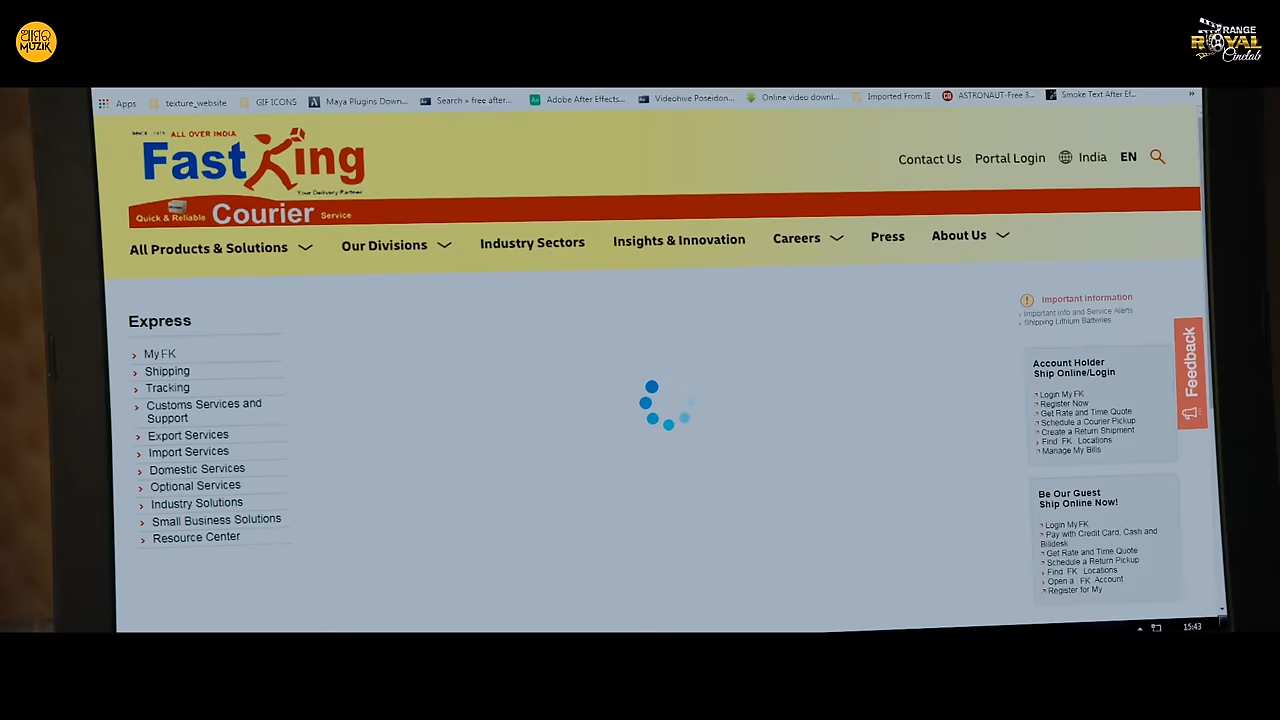 ଆମର
MUZIK
RANGE
ROYAL
Cinelab
Apps
texture_website
GIF ICONS
Maya Plugins Down...
Search » free after...
Adobe After Effects...
Videohive Poseidon...
Online video downl...
Imported From IE
ASTRONAUT-Free 3...
Smoke Text After Ef...
»
ALL OVER INDIA
FastKing
Your Delivery Partner
Quick & Reliable Courier Service
Contact Us
Portal Login
India
EN
All Products & Solutions
Our Divisions
Industry Sectors
Insights & Innovation
Careers
Press
About Us
Express
My FK
Shipping
Tracking
Customs Services and
Support
Export Services
Import Services
Domestic Services
Optional Services
Industry Solutions
Small Business Solutions
Resource Center
Important Information
Important Info and Service Alerts
Shipping Lithium Batteries
Account Holder
Ship Online/Login
Login My FK
Register Now
Get Rate and Time Quote
Schedule a Courier Pickup
Create a Return Shipment
Find FK Locations
Manage My Bills
Feedback
Be Our Guest
Ship Online Now!
Login My FK
Pay with Credit Card, Cash and
Billdesk
Get Rate and Time Quote
Schedule a Return Pickup
Find FK Locations
Open a FK Account
Register for My
15:43